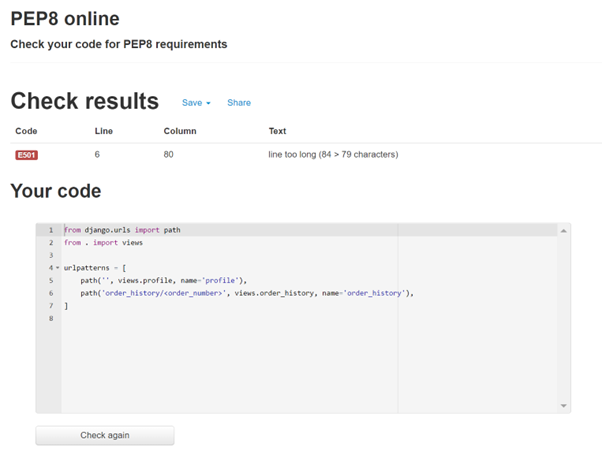 PEP8 online
Check your code for PEP8 requirements
Check results Save Share
Code Line Column Text
E501 6 80 line too long (84 > 79 characters)
Your code
1 from django.urls import path
2 from . import views
3
4 urlpatterns = [
5 path('', views.profile, name='profile'),
6 path('order_history/<order_number>', views.order_history, name='order_history'),
7 ]
8
Check again